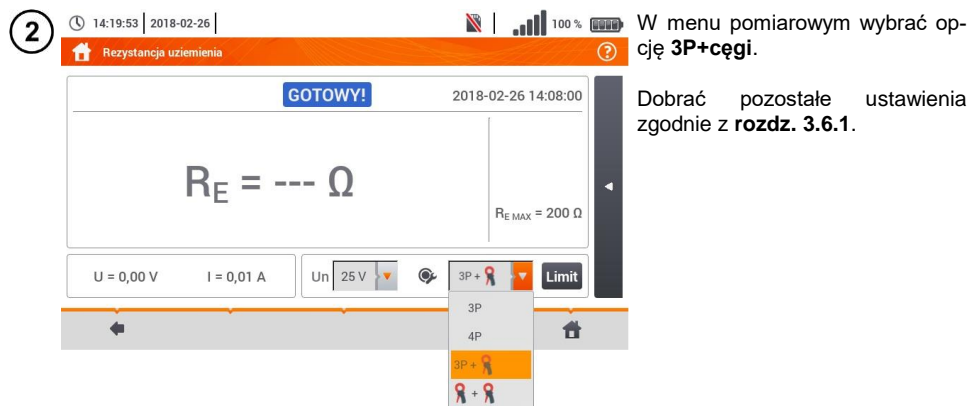 2
14:19:53 2018-02-26 100 %
Rezystancja uziemienia ?
GOTOWY! 2018-02-26 14:08:00
RE = --- Ω
RE MAX = 200 Ω
U = 0,00 V I = 0,01 A Un 25 V 3P + Limit
3P
4P
3P +
+
W menu pomiarowym wybrać op-
cję 3P+cęgi.
Dobrać pozostałe ustawienia
zgodnie z rozdz. 3.6.1.